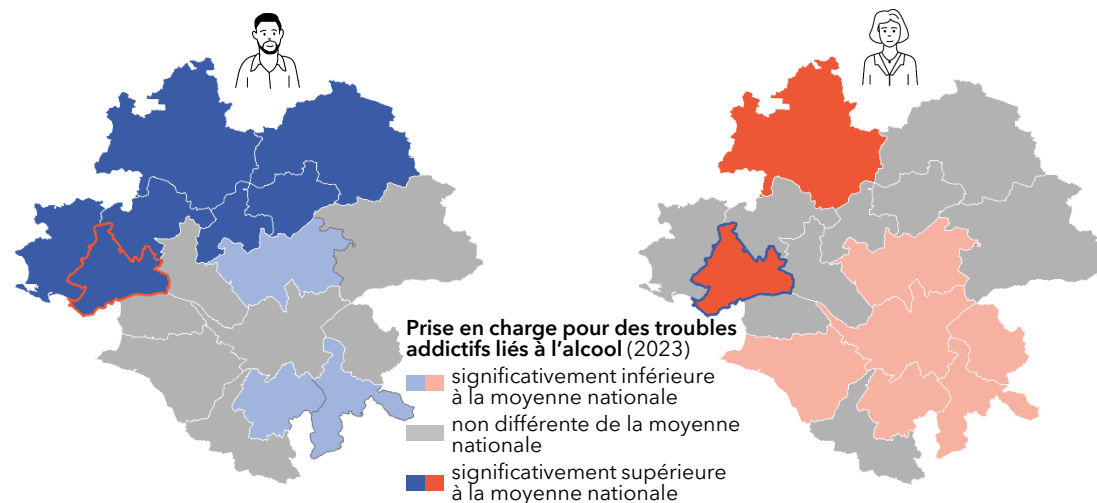 Prise en charge pour des troubles
addictifs liés à l’alcool (2023)
significativement inférieure
à la moyenne nationale
non différente de la moyenne
nationale
significativement supérieure
à la moyenne nationale